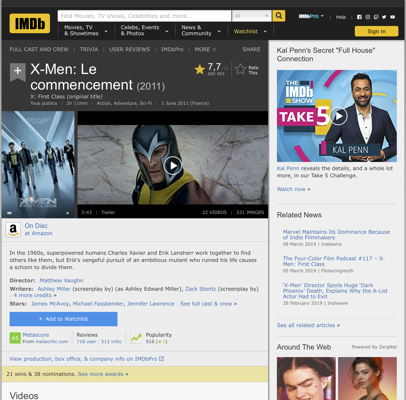 IMDb
Find Movies, TV shows, Celebrities and more...
All
IMDbPro
Help
Movies, TV
& Showtimes
Celebs, Events
& Photos
News &
Community
Watchlist
Sign in
FULL CAST AND CREW
TRIVIA
USER REVIEWS
IMDbPro
MORE
SHARE
X-Men: Le
commencement (2011)
X: First Class (original title)
Tous publics
2h 11min
Action, Adventure, Sci-Fi
1 June 2011 (France)
7,7
Rate
This
2:43
Trailer
22 VIDEOS
231 IMAGES
On Disc
at Amazon
In the 1960s, superpowered humans Charles Xavier and Erik Lensherr work together to find
others like them, but Erik's vengeful pursuit of an ambitious mutant who ruined his life causes
a schism to divide them.
Director: Matthew Vaughn
Writers: Ashley Miller (screenplay by) (as Ashley Edward Miller), Zack Stentz (screenplay by)
4 more credits »
Stars: James McAvoy, Michael Fassbender, Jennifer Lawrence
See full cast & crew »
+ Add to Watchlist
65
Metascore
From metacritic.com
Reviews
719 user
512 critic
Popularity
View production, box office, & company info on IMDbPro
21 wins & 38 nominations. See more awards »
Videos
Kal Penn's Secret "Full House"
Connection
THE
IMDb
SHOW
TAKE 5
KAL PENN
Kal Penn reveals the details, and a whole lot
more, in our Take 5 Challenge.
Watch now »
Related News
Marvel Maintains Its Dominance Because
of Indie Filmmakers
08 March 2019 | Indiewire
The Four-Color Film Podcast #117 –
X-Men: First Class
05 March 2019 | Flickeringmyth
'X-Men' Director Spoils Huge 'Dark
Phoenix' Death, Explains Why the A-List
Actor Had to Exit
28 February 2019 | Indiewire
See all related articles »
Around The Web
Powered by ZergNet